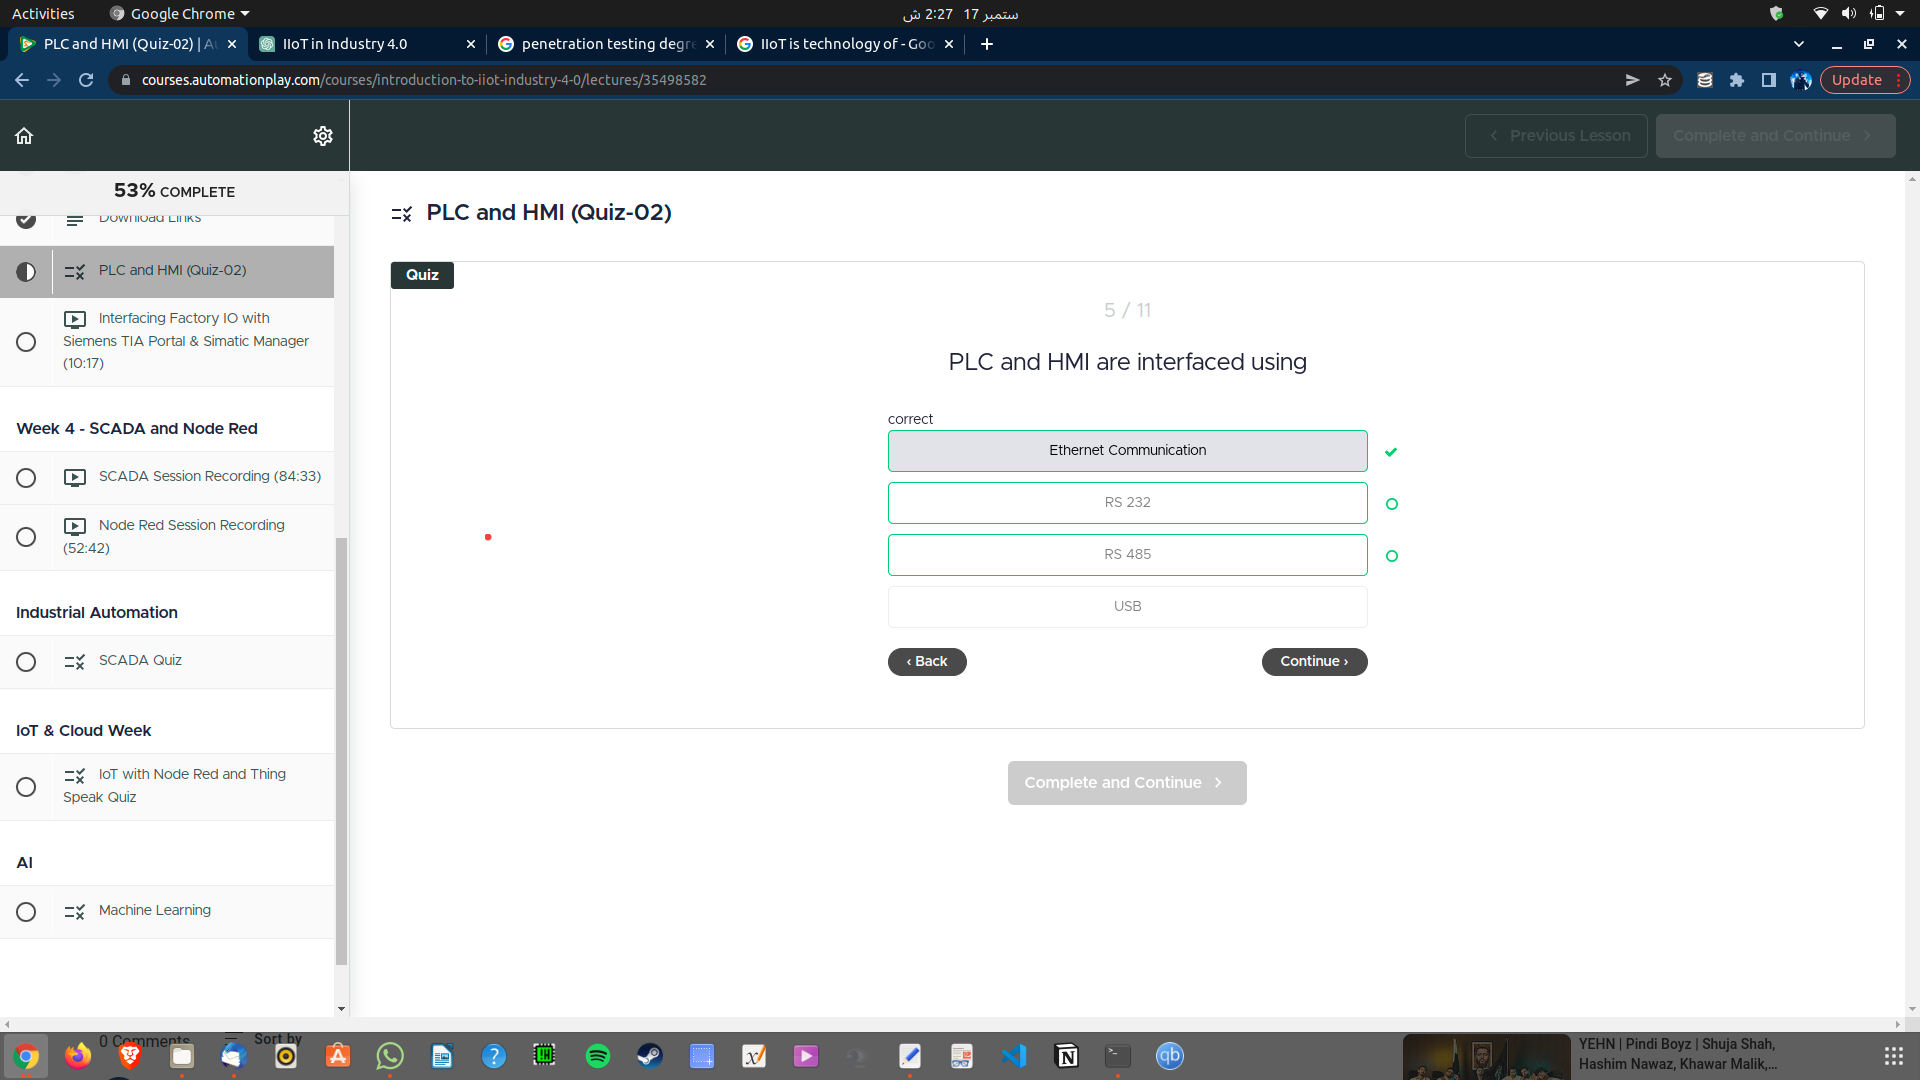 Activities
Google Chrome
ستمبر 17  2:27 ش
PLC and HMI (Quiz-02) | Au
IIoT in Industry 4.0
penetration testing degre
IIoT is technology of - Goo
courses.automationplay.com/courses/introduction-to-iiot-industry-4-0/lectures/35498582
Update
Previous Lesson
Complete and Continue
53% COMPLETE
Download Links
PLC and HMI (Quiz-02)
Interfacing Factory IO with
Siemens TIA Portal & Simatic Manager
(10:17)
Week 4 - SCADA and Node Red
SCADA Session Recording (84:33)
Node Red Session Recording
(52:42)
Industrial Automation
SCADA Quiz
IoT & Cloud Week
IoT with Node Red and Thing
Speak Quiz
AI
Machine Learning
PLC and HMI (Quiz-02)
Quiz
5 / 11
PLC and HMI are interfaced using
correct
Ethernet Communication
RS 232
RS 485
USB
‹ Back
Continue ›
Complete and Continue
0 Comments
Sort by
qb
YEHN | Pindi Boyz | Shuja Shah,
Hashim Nawaz, Khawar Malik,...